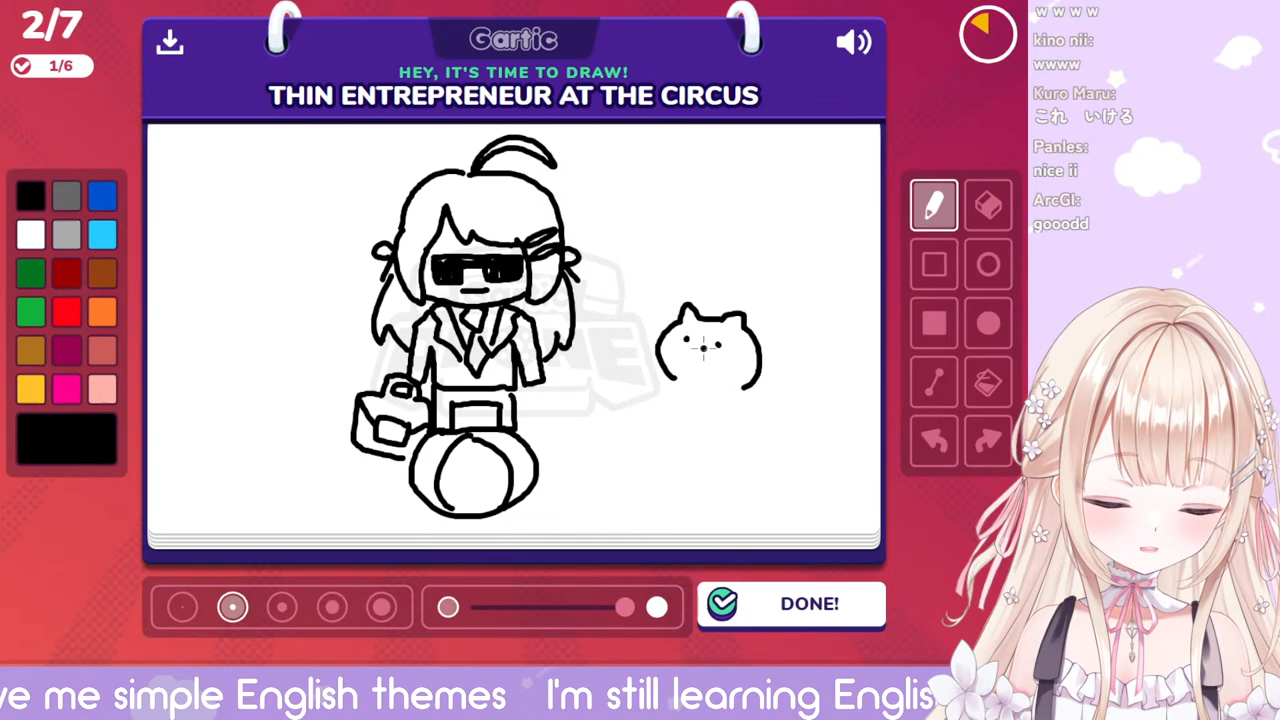 2/7
1/6
Gartic
HEY, IT'S TIME TO DRAW!
THIN ENTREPRENEUR AT THE CIRCUS
w w w w
kino nii:
wwww
Kuro Maru:
これ いける
Panles:
nice ii
ArcGI:
gooodd
DONE!
ve me simple English themes I'm still learning Englis